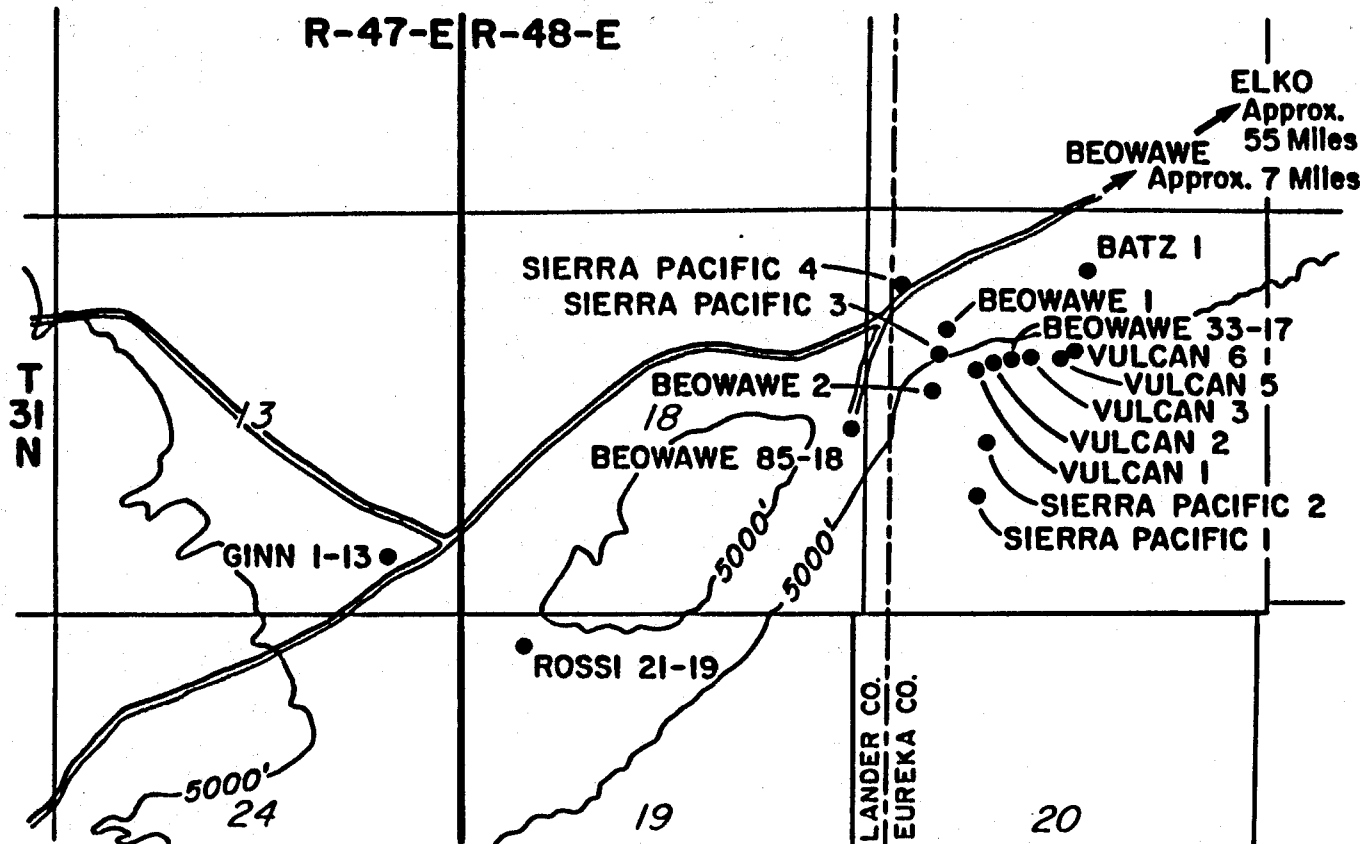 R-47-E R-48-E
ELKO
Approx.
55 Miles
BEOWAWE
Approx. 7 Miles
BATZ 1
SIERRA PACIFIC 4
SIERRA PACIFIC 3
BEOWAWE 1
BEOWAWE 33-17
VULCAN 6
VULCAN 5
VULCAN 3
VULCAN 2
VULCAN 1
SIERRA PACIFIC 2
SIERRA PACIFIC 1
BEOWAWE 2
18
BEOWAWE 85-18
T
31
N
13
GINN 1-13
5000'
5000'
ROSSI 21-19
LANDER CO.
EUREKA CO.
5000'
24
19
20